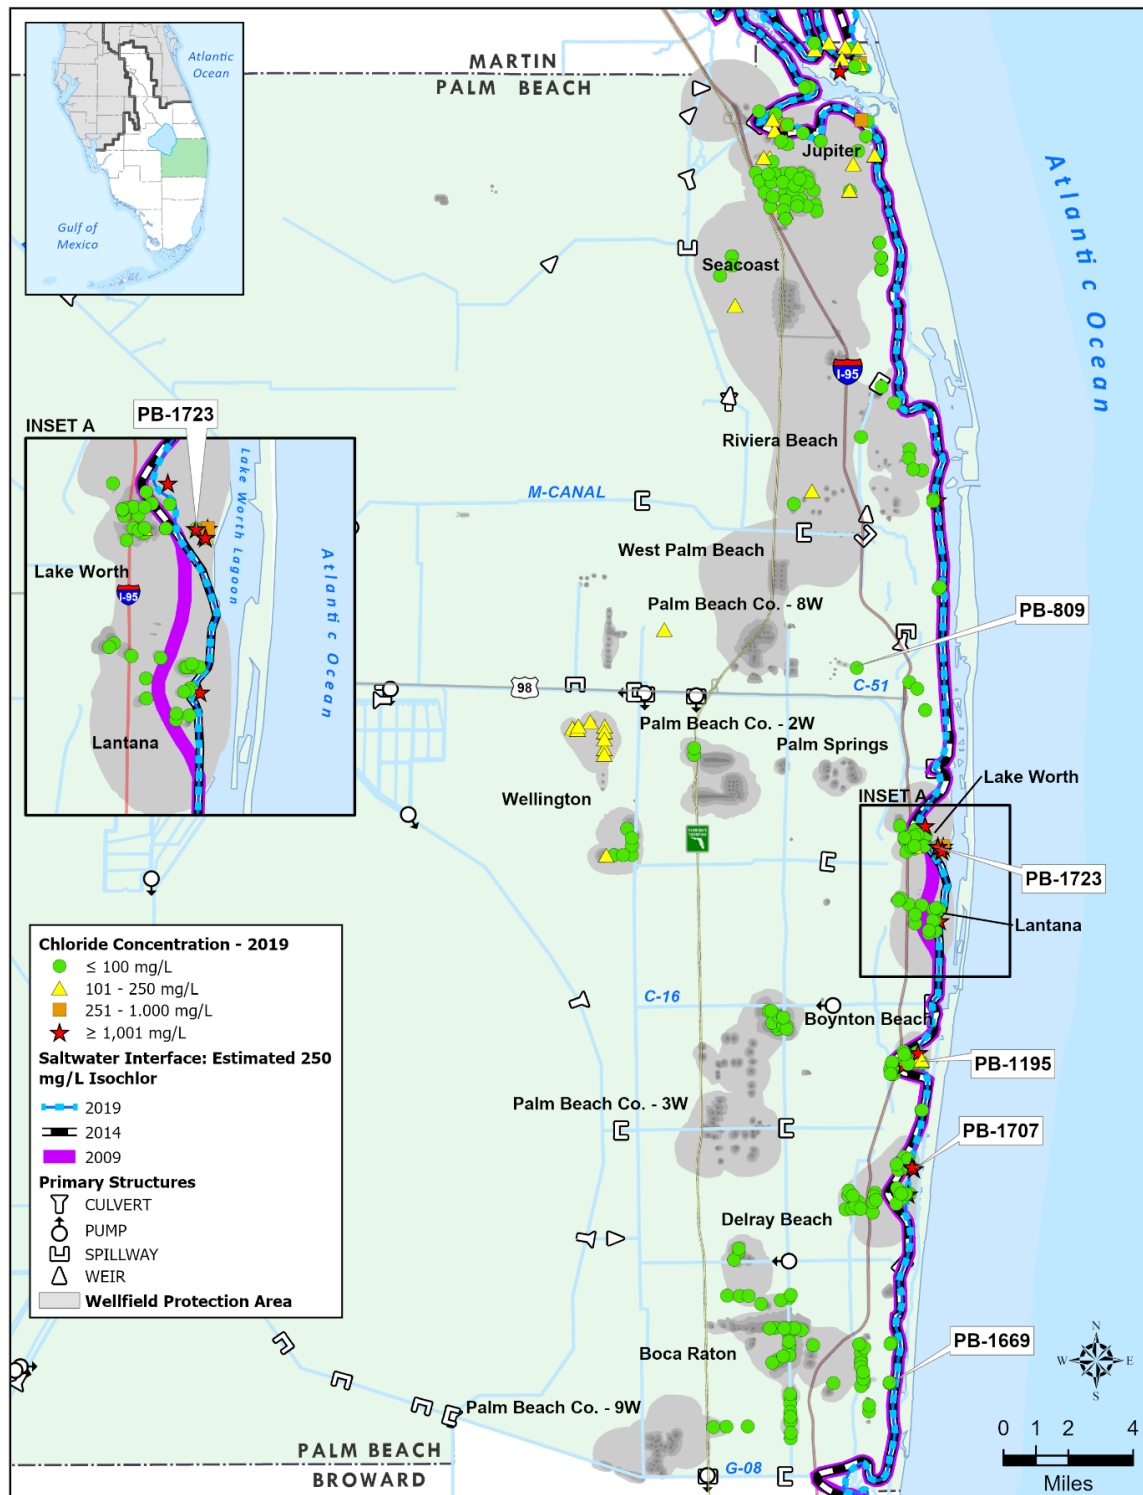 Atlantic
Ocean
Gulf of
Mexico
MARTIN
PALM BEACH
Jupiter
Atlantic Ocean
Seacoast
I-95
Riviera Beach
M-CANAL
West Palm Beach
Palm Beach Co. - 8W
PB-809
C-51
98
Palm Beach Co. - 2W
Palm Springs
Wellington
INSET A
PB-1723
Lake Worth Lagoon
Lake Worth
I-95
Atlantic Ocean
Lantana
Lake Worth
INSET A
PB-1723
Lantana
C-16
Boynton Beach
PB-1195
Palm Beach Co. - 3W
PB-1707
Delray Beach
Boca Raton
PB-1669
Palm Beach Co. - 9W
PALM BEACH
BROWARD
G-08
Chloride Concentration - 2019
≤ 100 mg/L
101 - 250 mg/L
251 - 1.000 mg/L
≥ 1,001 mg/L
Saltwater Interface: Estimated 250
mg/L Isochlor
2019
2014
2009
Primary Structures
CULVERT
PUMP
SPILLWAY
WEIR
Wellfield Protection Area
N
W E
S
0 1 2 4
Miles